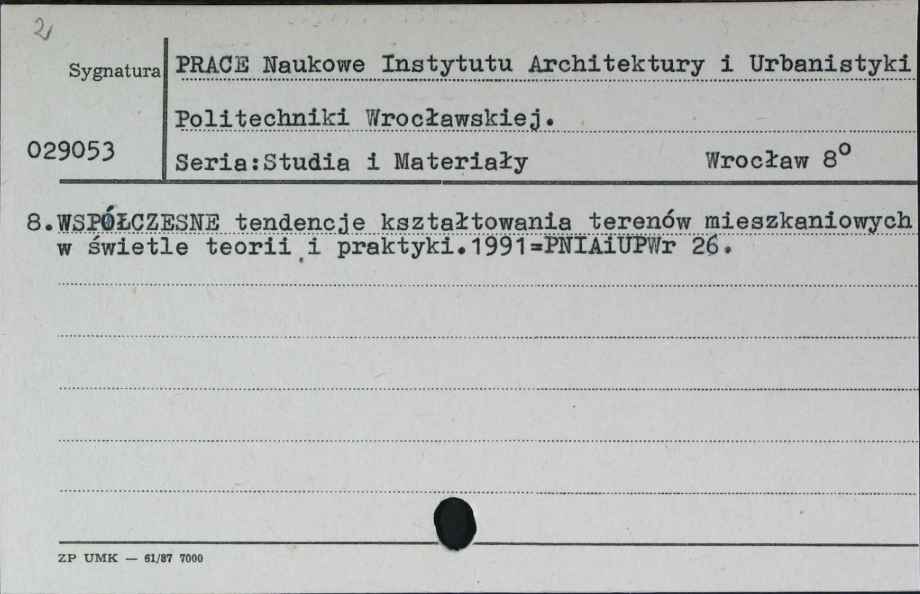 2
Sygnatura
PRACE Naukowe Instytutu Architektury i Urbanistyki
Politechniki Wrocławskiej.
029053
Seria:Studia i Materiały Wrocław 8°
8.WSPÓŁCZESNE tendencje kształtowania terenów mieszkaniowych
w świetle teorii i praktyki.1991=PNIAiUPWr 26.
ZP UMK — 61/87 7000